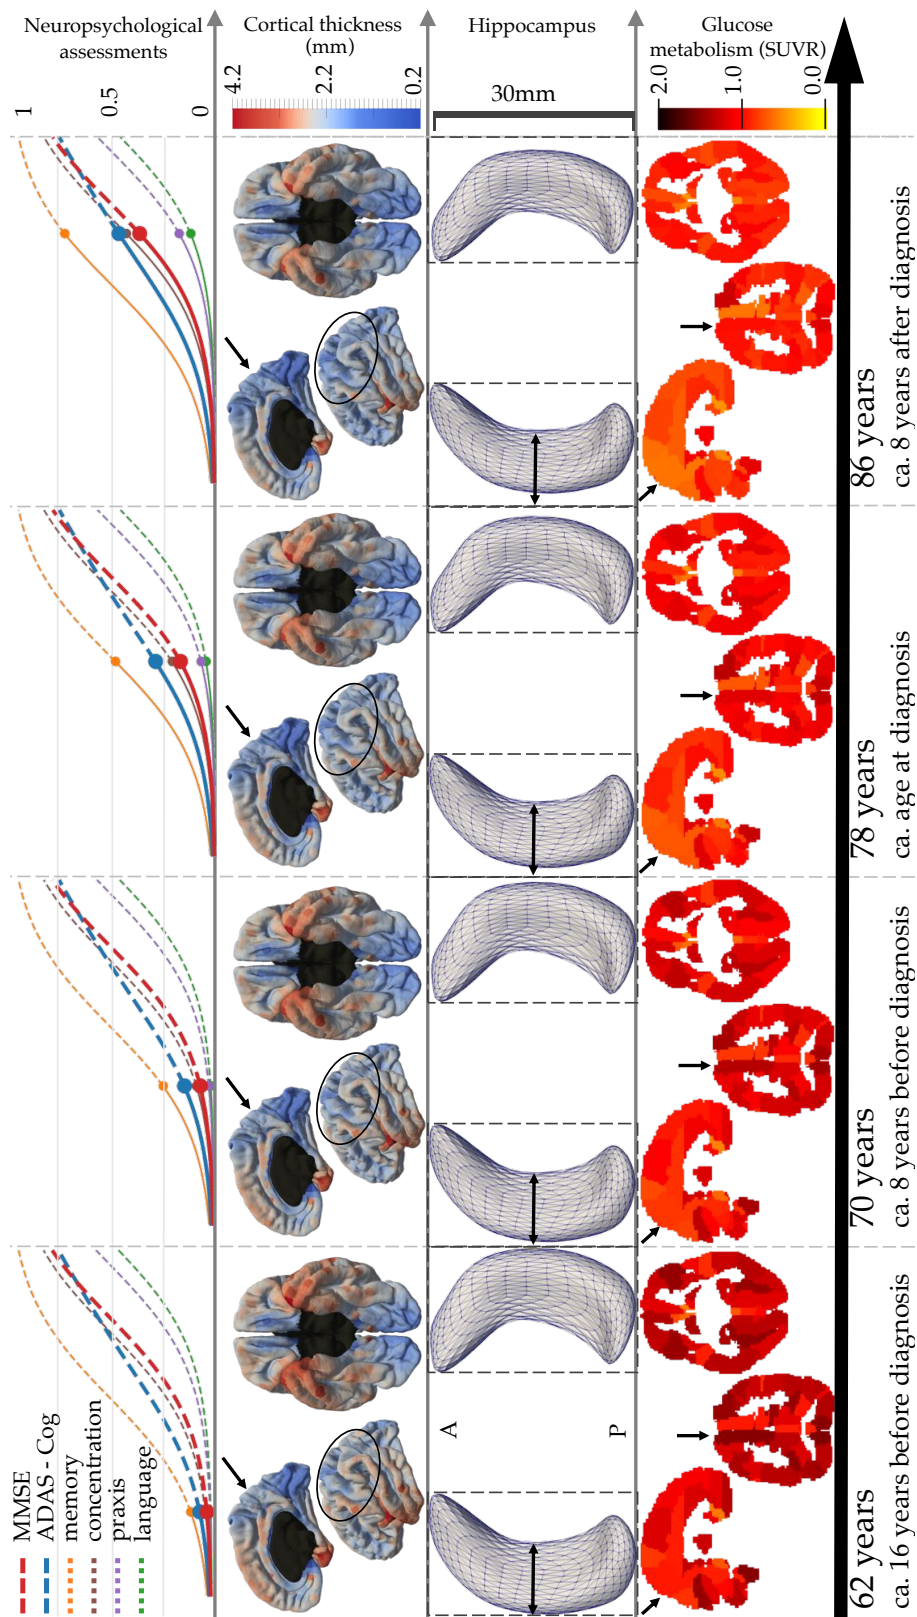 Neuropsychological
assessments
1
0.5
0
MMSE
ADAS - Cog
memory
concentration
praxis
language
Cortical thickness
(mm)
4.2
2.2
0.2
Hippocampus
30mm
A
P
Glucose
metabolism (SUVR)
2.0
1.0
0.0
62 years
ca. 16 years before diagnosis
70 years
ca. 8 years before diagnosis
78 years
ca. age at diagnosis
86 years
ca. 8 years after diagnosis